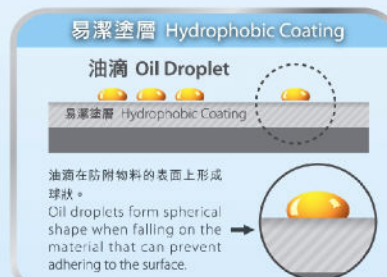 易潔塗層 Hydrophobic Coating
油滴 Oil Droplet
易潔塗層 Hydrophobic Coating
油滴在防附物料的表面上形成
球狀。
Oil droplets form spherical
shape when falling on the
material that can prevent
adhering to the surface.